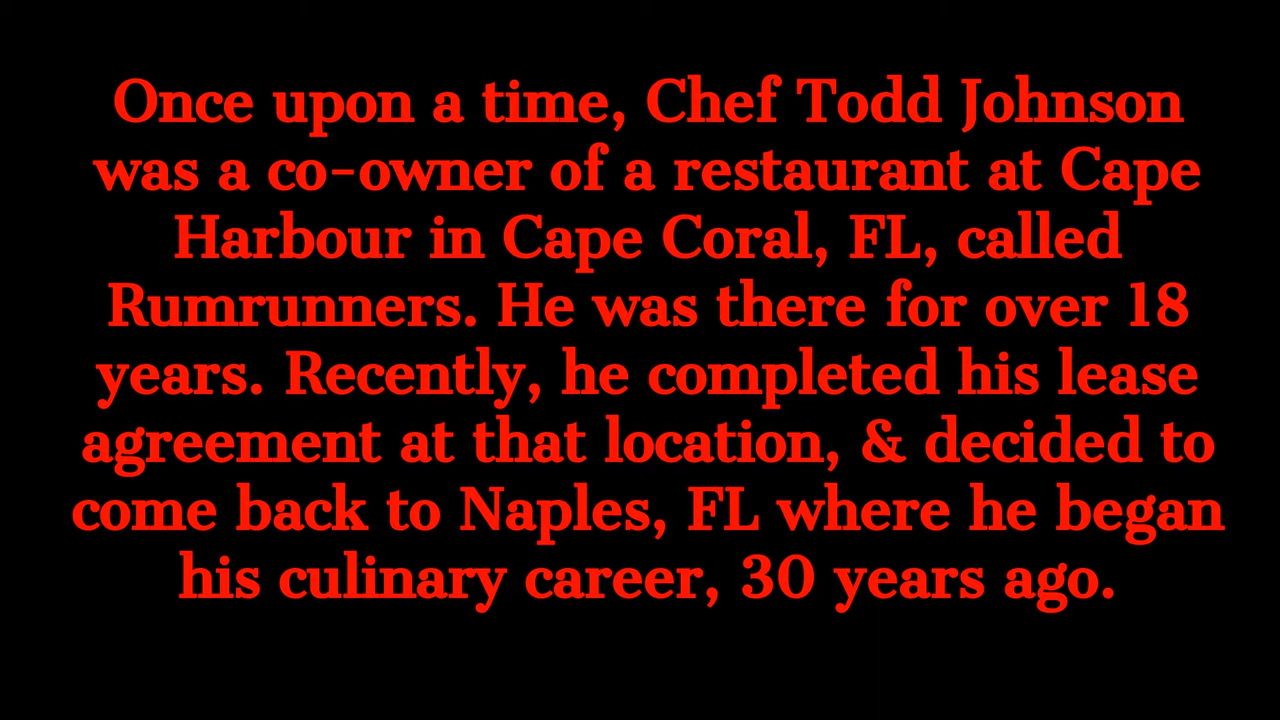 Once upon a time, Chef Todd Johnson
was a co-owner of a restaurant at Cape
Harbour in Cape Coral, FL, called
Rumrunners. He was there for over 18
years. Recently, he completed his lease
agreement at that location, & decided to
come back to Naples, FL where he began
his culinary career, 30 years ago.